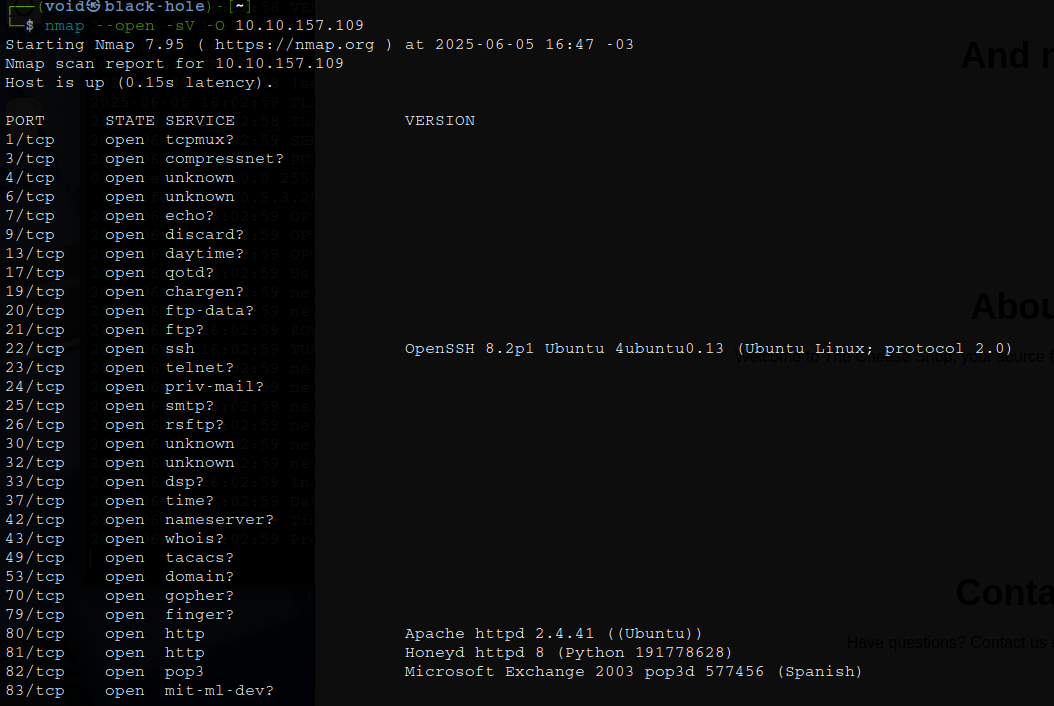 ┌──(void㉿black-hole)-[~]
└─$ nmap --open -sV -O 10.10.157.109
Starting Nmap 7.95 ( https://nmap.org ) at 2025-06-05 16:47 -03
Nmap scan report for 10.10.157.109
Host is up (0.15s latency).
PORT STATE SERVICE VERSION
1/tcp open tcpmux?
3/tcp open compressnet?
4/tcp open unknown
6/tcp open unknown
7/tcp open echo?
9/tcp open discard?
13/tcp open daytime?
17/tcp open qotd?
19/tcp open chargen?
20/tcp open ftp-data?
21/tcp open ftp?
22/tcp open ssh OpenSSH 8.2p1 Ubuntu 4ubuntu0.13 (Ubuntu Linux; protocol 2.0)
23/tcp open telnet?
24/tcp open priv-mail?
25/tcp open smtp?
26/tcp open rsftp?
30/tcp open unknown
32/tcp open unknown
33/tcp open dsp?
37/tcp open time?
42/tcp open nameserver?
43/tcp open whois?
49/tcp open tacacs?
53/tcp open domain?
70/tcp open gopher?
79/tcp open finger?
80/tcp open http Apache httpd 2.4.41 ((Ubuntu))
81/tcp open http Honeyd httpd 8 (Python 191778628)
82/tcp open pop3 Microsoft Exchange 2003 pop3d 577456 (Spanish)
83/tcp open mit-ml-dev?
And
Abou
Welcome to The Cheese Shop, your source
Conta
Have questions? Contact us